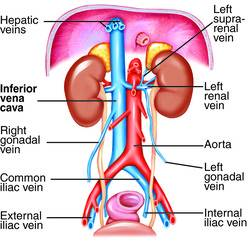 Hepatic
veins
Inferior
vena
cava
Right
gonadal
vein
Common
iliac vein
External
iliac vein
Left
supra-
renal
vein
Left
renal
vein
Aorta
Left
gonadal
vein
Internal
iliac vein